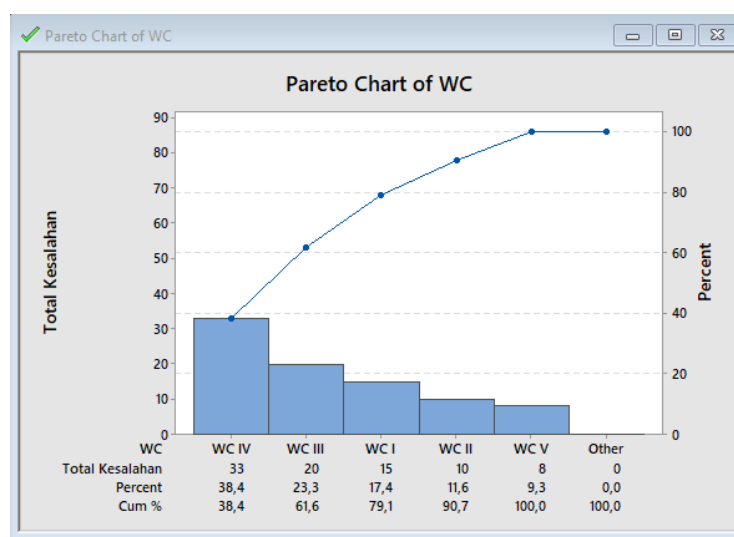 Pareto Chart of WC
Pareto Chart of WC
90
80
70
60
50
40
30
20
10
0
Total Kesalahan
100
80
60
40
20
0
Percent
WC WC IV WC III WC I WC II WC V Other
Total Kesalahan 33 20 15 10 8 0
Percent 38,4 23,3 17,4 11,6 9,3 0,0
Cum % 38,4 61,6 79,1 90,7 100,0 100,0